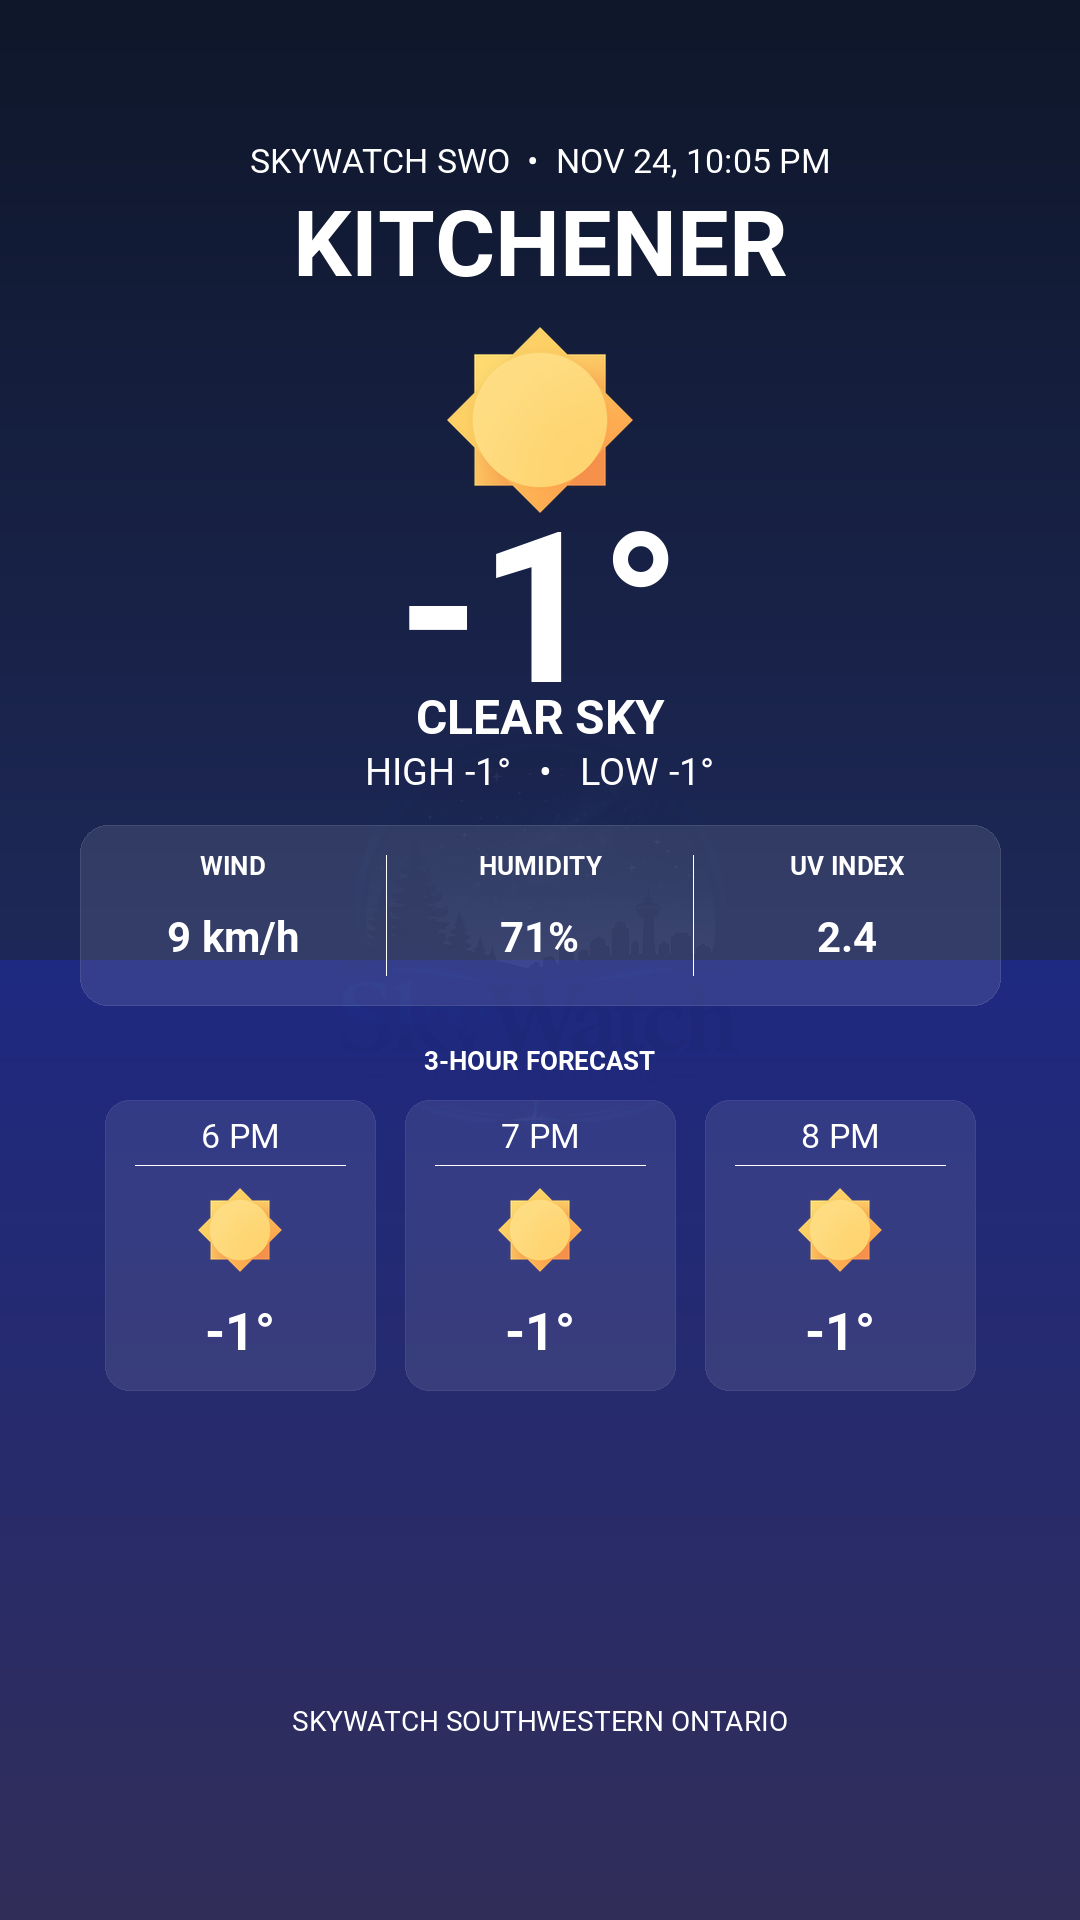 SKYWATCH SWO • NOV 24, 10:05 PM
KITCHENER
-1°
CLEAR SKY
HIGH -1° • LOW -1°
WIND HUMIDITY UV INDEX
9 km/h 71% 2.4
SkyWatch
3-HOUR FORECAST
6 PM 7 PM 8 PM
-1° -1° -1°
SKYWATCH SOUTHWESTERN ONTARIO